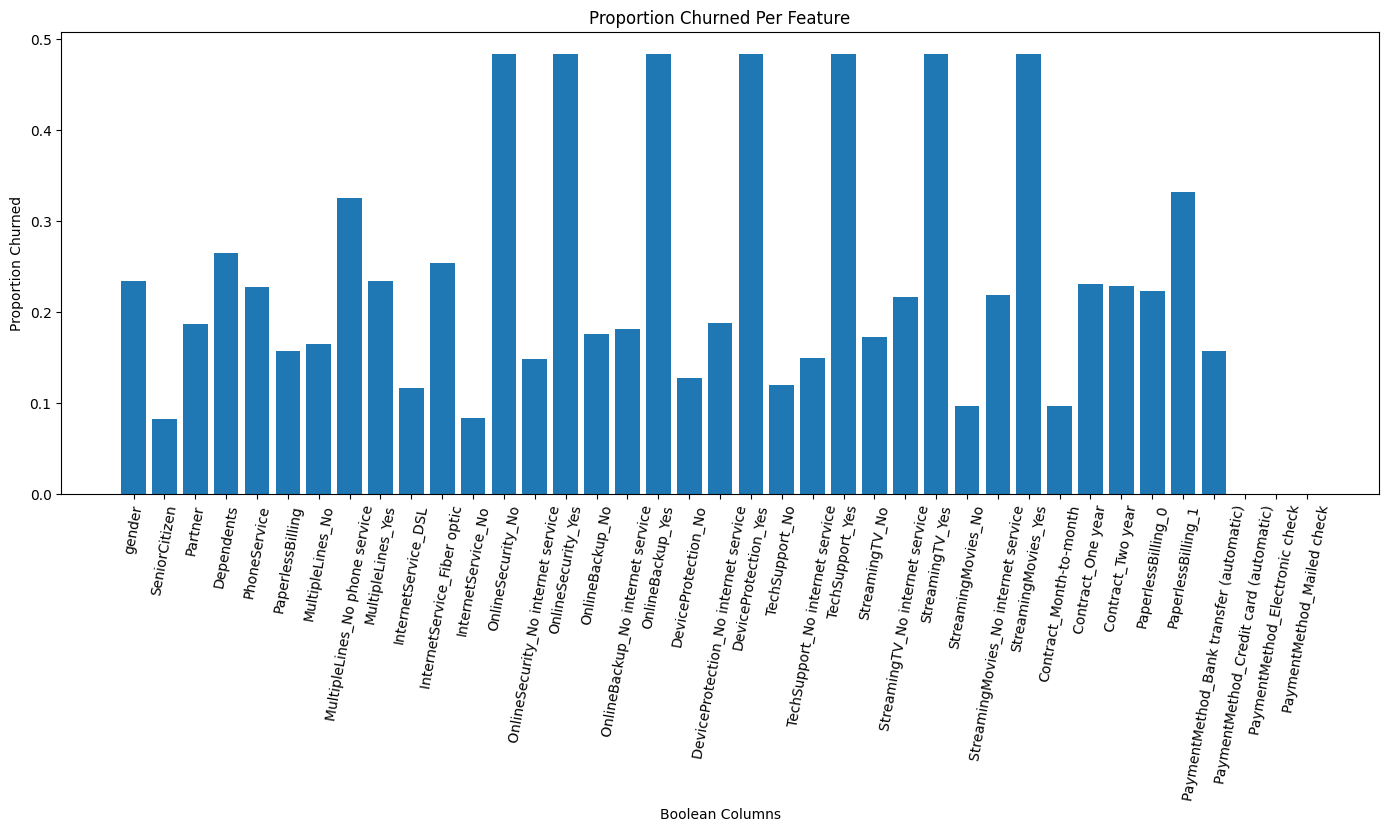 Proportion Churned Per Feature
0.5
0.4
0.3
0.2
0.1
0.0
Proportion Churned
gender
SeniorCitizen
Partner
Dependents
PhoneService
PaperlessBilling
MultipleLines_No
MultipleLines_No phone service
MultipleLines_Yes
InternetService_DSL
InternetService_Fiber optic
InternetService_No
OnlineSecurity_No
OnlineSecurity_No internet service
OnlineSecurity_Yes
OnlineBackup_No
OnlineBackup_No internet service
OnlineBackup_Yes
DeviceProtection_No
DeviceProtection_No internet service
DeviceProtection_Yes
TechSupport_No
TechSupport_No internet service
TechSupport_Yes
StreamingTV_No
StreamingTV_No internet service
StreamingTV_Yes
StreamingMovies_No
StreamingMovies_No internet service
StreamingMovies_Yes
Contract_Month-to-month
Contract_One year
Contract_Two year
PaperlessBilling_0
PaperlessBilling_1
PaymentMethod_Bank transfer (automatic)
PaymentMethod_Credit card (automatic)
PaymentMethod_Electronic check
PaymentMethod_Mailed check
Boolean Columns